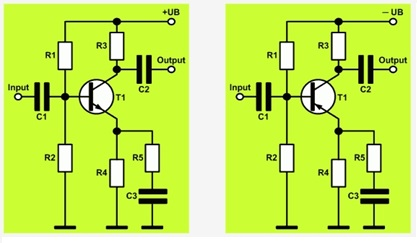 +UB
R1
R3
Input
Output
C2
T1
C1
R2
R5
R4
C3
— UB
R1
R3
Input
Output
C2
T1
C1
R2
R5
R4
C3